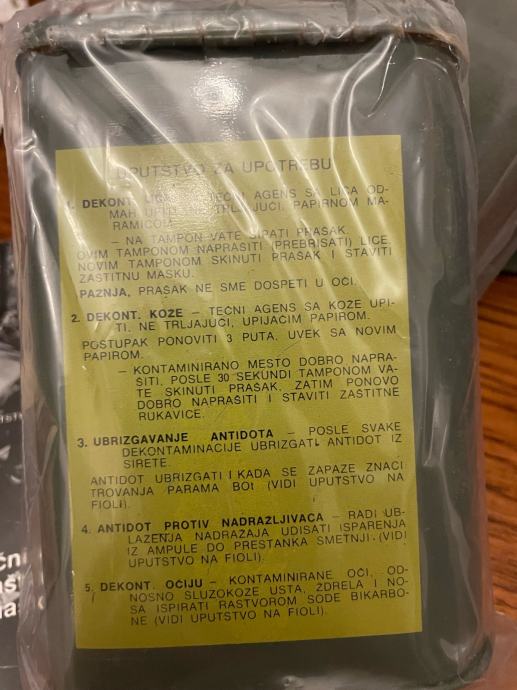 UPUTSTVO ZA UPOTREBU
1. DEKONT. LICA – TEČNI AGENS SA LICA OD-
MAH UPITI, TRLJAJUĆI, PAPIRNOM MA-
RAMICOM
– NA TAMPON VATE SIPATI PRAŠAK.
OVIM TAMPONOM NAPRAŠITI (PREBRISATI) LICE.
NOVIM TAMPONOM SKINUTI PRAŠAK I STAVITI
ZAŠTITNU MASKU.
PAŽNJA, PRAŠAK NE SME DOSPETI U OČI.
2. DEKONT. KOŽE – TEČNI AGENS SA KOŽE UPI-
TI, NE TRLJAJUĆI, UPIJAĆIM PAPIROM.
POSTUPAK PONOVITI 3 PUTA. UVEK SA NOVIM
PAPIROM.
– KONTAMINIRANO MESTO DOBRO NAPRA-
ŠITI, POSLE 30 SEKUNDI TAMPONOM VA-
TE SKINUTI PRAŠAK. ZATIM PONOVO
DOBRO NAPRAŠITI I STAVITI ZAŠTITNE
RUKAVICE.
3. UBRIZGAVANJE ANTIDOTA – POSLE SVAKE
DEKONTAMINACIJE UBRIZGATI ANTIDOT IZ
SIRETE.
ANTIDOT UBRIZGATI I KADA SE ZAPAZE ZNACI
TROVANJA PARAMA BOt (VIDI UPUTSTVO NA
FIOLI).
4. ANTIDOT PROTIV NADRAŽLJIVACA – RADI UB-
LAŽENJA NADRAŽAJA UDISATI ISPARENJA
IZ AMPULE DO PRESTANKA SMETNJI. (VIDI
UPUTSTVO NA FIOLI).
5. DEKONT. OČIJU – KONTAMINIRANE OČI, OD-
NOSNO SLUZOKOŽE USTA, ŽDRELA I NO-
SA ISPIRATI RASTVOROM SODE BIKARBO-
NE (VIDI UPUTSTVO NA FIOLI).